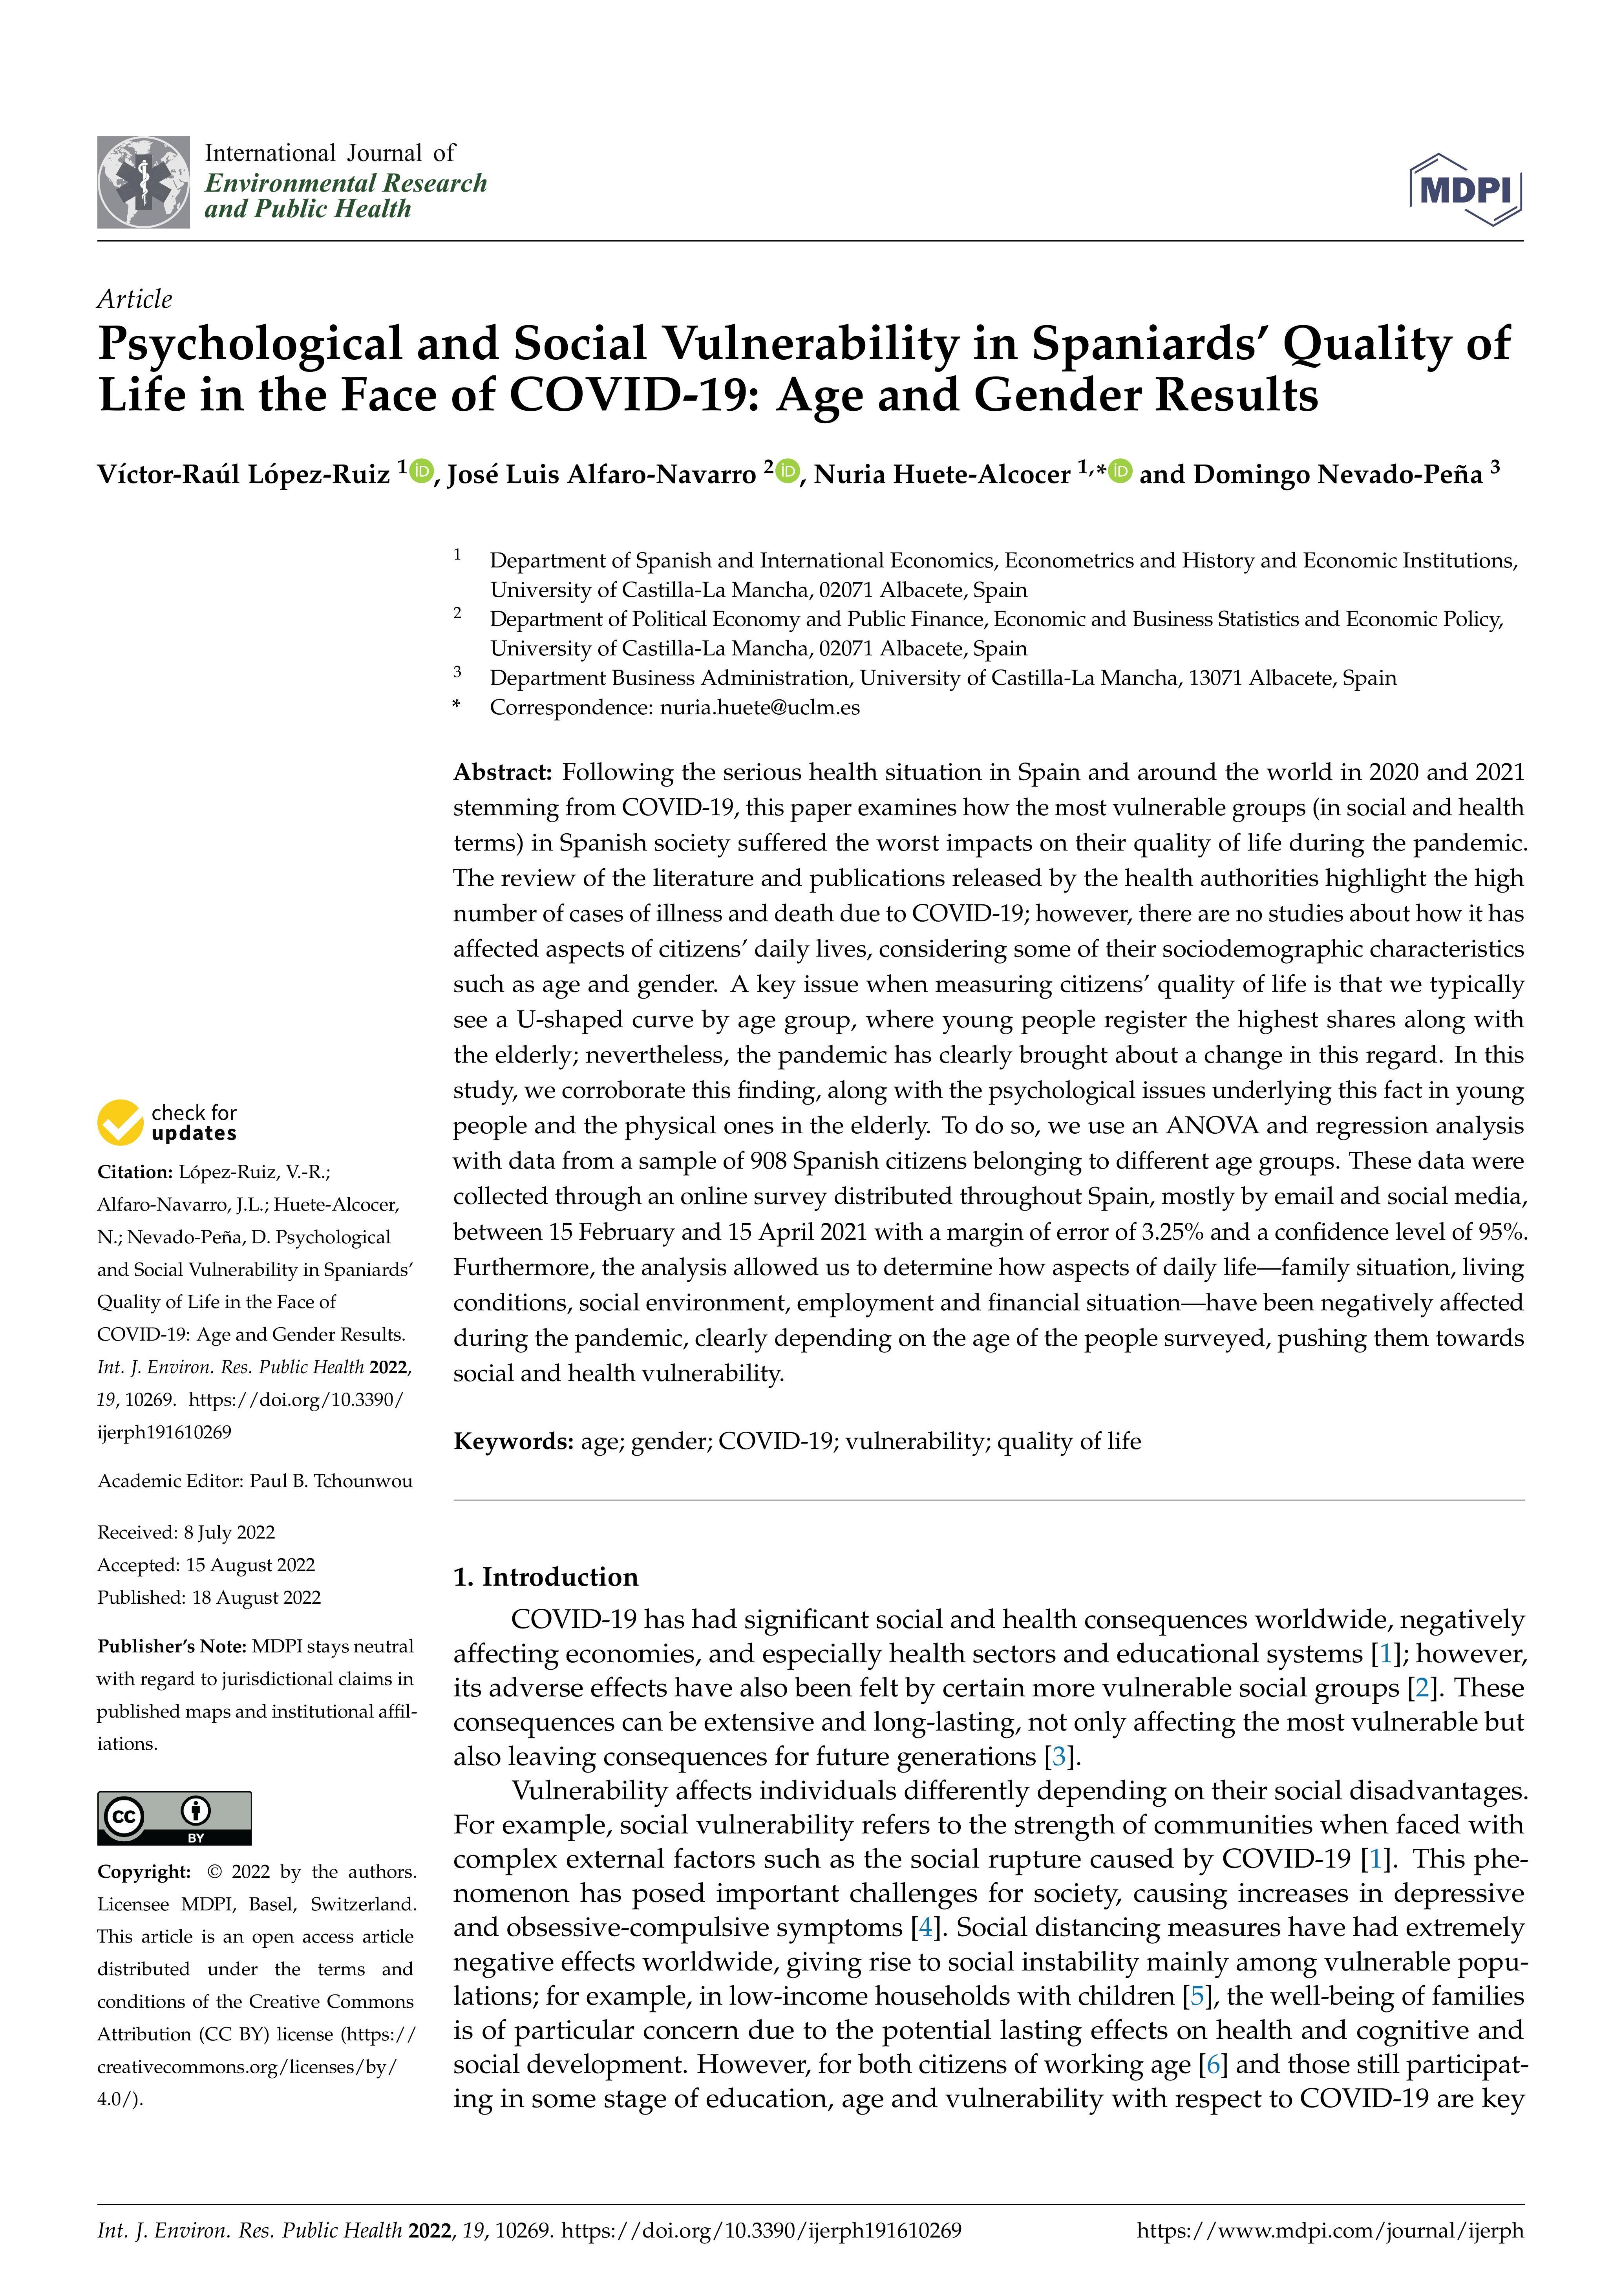 International Journal of
Environmental Research
and Public Health
MDPI
Article
Psychological and Social Vulnerability in Spaniards’ Quality of
Life in the Face of COVID-19: Age and Gender Results
Víctor-Raúl López-Ruiz 1 iD, José Luis Alfaro-Navarro 2 iD, Nuria Huete-Alcocer 1,* iD and Domingo Nevado-Peña 3
1 Department of Spanish and International Economics, Econometrics and History and Economic Institutions,
University of Castilla-La Mancha, 02071 Albacete, Spain
2 Department of Political Economy and Public Finance, Economic and Business Statistics and Economic Policy,
University of Castilla-La Mancha, 02071 Albacete, Spain
3 Department Business Administration, University of Castilla-La Mancha, 13071 Albacete, Spain
* Correspondence: nuria.huete@uclm.es
Abstract: Following the serious health situation in Spain and around the world in 2020 and 2021
stemming from COVID-19, this paper examines how the most vulnerable groups (in social and health
terms) in Spanish society suffered the worst impacts on their quality of life during the pandemic.
The review of the literature and publications released by the health authorities highlight the high
number of cases of illness and death due to COVID-19; however, there are no studies about how it has
affected aspects of citizens’ daily lives, considering some of their sociodemographic characteristics
such as age and gender. A key issue when measuring citizens’ quality of life is that we typically
see a U-shaped curve by age group, where young people register the highest shares along with
the elderly; nevertheless, the pandemic has clearly brought about a change in this regard. In this
study, we corroborate this finding, along with the psychological issues underlying this fact in young
people and the physical ones in the elderly. To do so, we use an ANOVA and regression analysis
with data from a sample of 908 Spanish citizens belonging to different age groups. These data were
collected through an online survey distributed throughout Spain, mostly by email and social media,
between 15 February and 15 April 2021 with a margin of error of 3.25% and a confidence level of 95%.
Furthermore, the analysis allowed us to determine how aspects of daily life—family situation, living
conditions, social environment, employment and financial situation—have been negatively affected
during the pandemic, clearly depending on the age of the people surveyed, pushing them towards
social and health vulnerability.
Keywords: age; gender; COVID-19; vulnerability; quality of life
check for
updates
Citation: López-Ruiz, V.-R.;
Alfaro-Navarro, J.L.; Huete-Alcocer,
N.; Nevado-Peña, D. Psychological
and Social Vulnerability in Spaniards’
Quality of Life in the Face of
COVID-19: Age and Gender Results.
Int. J. Environ. Res. Public Health 2022,
19, 10269. https://doi.org/10.3390/
ijerph191610269
Academic Editor: Paul B. Tchounwou
Received: 8 July 2022
Accepted: 15 August 2022
Published: 18 August 2022
Publisher’s Note: MDPI stays neutral
with regard to jurisdictional claims in
published maps and institutional affil-
iations.
cc
BY
Copyright: © 2022 by the authors.
Licensee MDPI, Basel, Switzerland.
This article is an open access article
distributed under the terms and
conditions of the Creative Commons
Attribution (CC BY) license (https://
creativecommons.org/licenses/by/
4.0/).
1. Introduction
COVID-19 has had significant social and health consequences worldwide, negatively
affecting economies, and especially health sectors and educational systems [1]; however,
its adverse effects have also been felt by certain more vulnerable social groups [2]. These
consequences can be extensive and long-lasting, not only affecting the most vulnerable but
also leaving consequences for future generations [3].
Vulnerability affects individuals differently depending on their social disadvantages.
For example, social vulnerability refers to the strength of communities when faced with
complex external factors such as the social rupture caused by COVID-19 [1]. This phe-
nomenon has posed important challenges for society, causing increases in depressive
and obsessive-compulsive symptoms [4]. Social distancing measures have had extremely
negative effects worldwide, giving rise to social instability mainly among vulnerable popu-
lations; for example, in low-income households with children [5], the well-being of families
is of particular concern due to the potential lasting effects on health and cognitive and
social development. However, for both citizens of working age [6] and those still participat-
ing in some stage of education, age and vulnerability with respect to COVID-19 are key
Int. J. Environ. Res. Public Health 2022, 19, 10269. https://doi.org/10.3390/ijerph191610269
https://www.mdpi.com/journal/ijerph